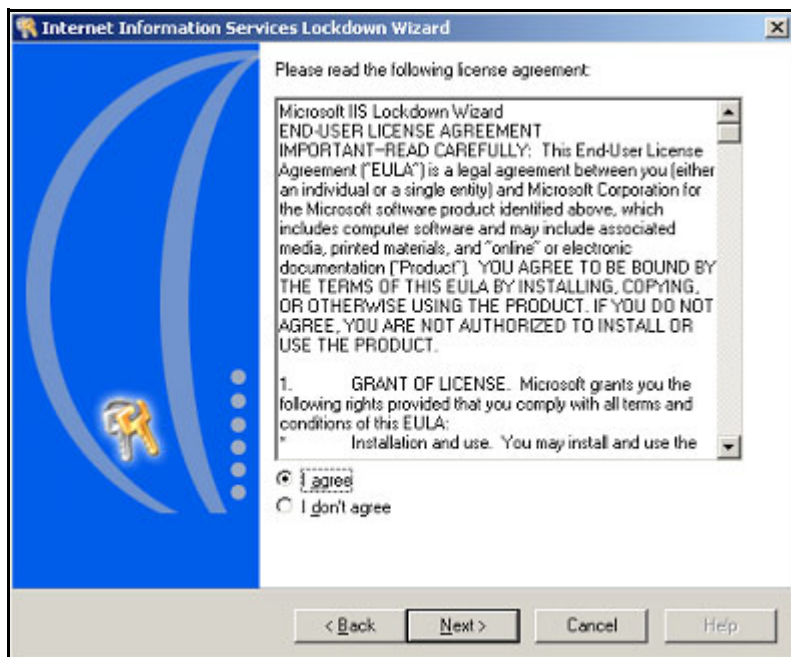 Internet Information Services Lockdown Wizard
Please read the following license agreement:
Microsoft IIS Lockdown Wizard
END-USER LICENSE AGREEMENT
IMPORTANT-READ CAREFULLY: This End-User License
Agreement ("EULA") is a legal agreement between you (either
an individual or a single entity) and Microsoft Corporation for
the Microsoft software product identified above, which
includes computer software and may include associated
media, printed materials, and "online" or electronic
documentation ("Product"). YOU AGREE TO BE BOUND BY
THE TERMS OF THIS EULA BY INSTALLING, COPYING,
OR OTHERWISE USING THE PRODUCT. IF YOU DO NOT
AGREE, YOU ARE NOT AUTHORIZED TO INSTALL OR
USE THE PRODUCT.
1. GRANT OF LICENSE. Microsoft grants you the
following rights provided that you comply with all terms and
conditions of this EULA:
* Installation and use. You may install and use the
I agree
I don't agree
< Back Next > Cancel Help